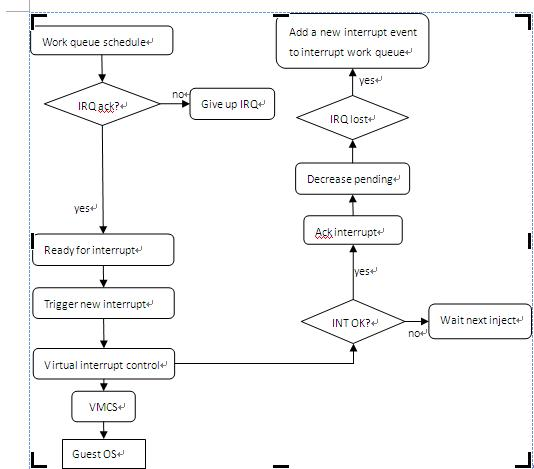 Work queue schedule
IRQ ack?
no
Give up IRQ
yes
Ready for interrupt
Trigger new interrupt
Virtual interrupt control
VMCS
Guest OS
Add a new interrupt event
to interrupt work queue
yes
IRQ lost
Decrease pending
Ack interrupt
yes
INT OK?
no
Wait next inject